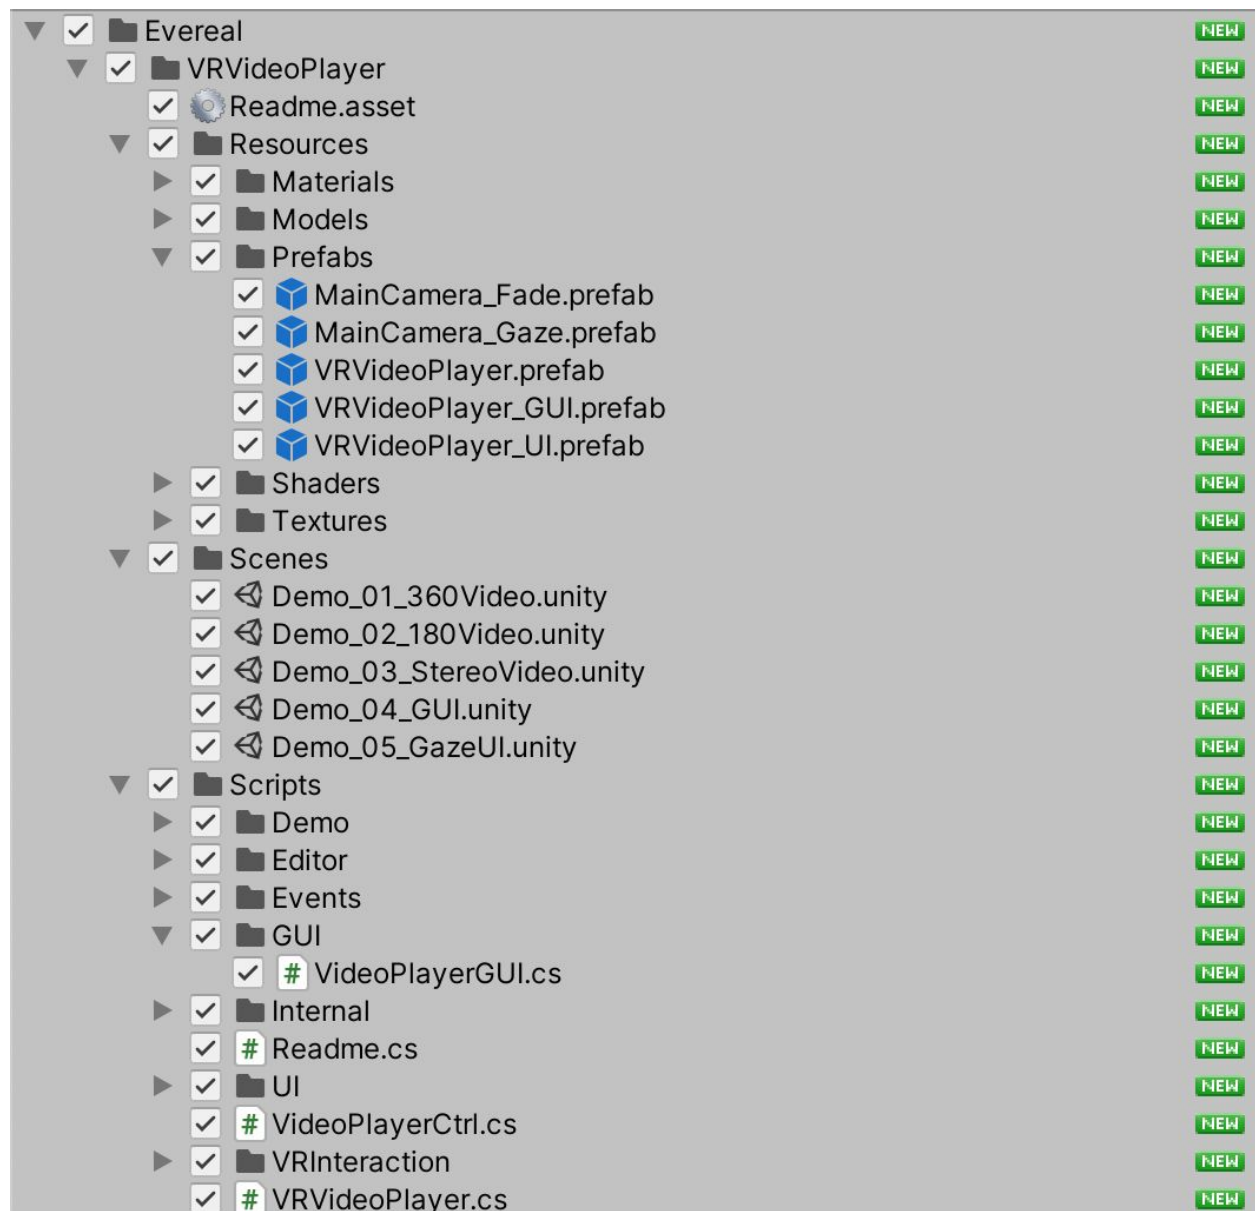 Evereal NEW
VRVideoPlayer NEW
Readme.asset NEW
Resources NEW
Materials NEW
Models NEW
Prefabs NEW
MainCamera_Fade.prefab NEW
MainCamera_Gaze.prefab NEW
VRVideoPlayer.prefab NEW
VRVideoPlayer_GUI.prefab NEW
VRVideoPlayer_UI.prefab NEW
Shaders NEW
Textures NEW
Scenes NEW
Demo_01_360Video.unity NEW
Demo_02_180Video.unity NEW
Demo_03_StereoVideo.unity NEW
Demo_04_GUI.unity NEW
Demo_05_GazeUI.unity NEW
Scripts NEW
Demo NEW
Editor NEW
Events NEW
GUI NEW
# VideoPlayerGUI.cs NEW
Internal NEW
# Readme.cs NEW
UI NEW
# VideoPlayerCtrl.cs NEW
VRInteraction NEW
# VRVideoPlayer.cs NEW